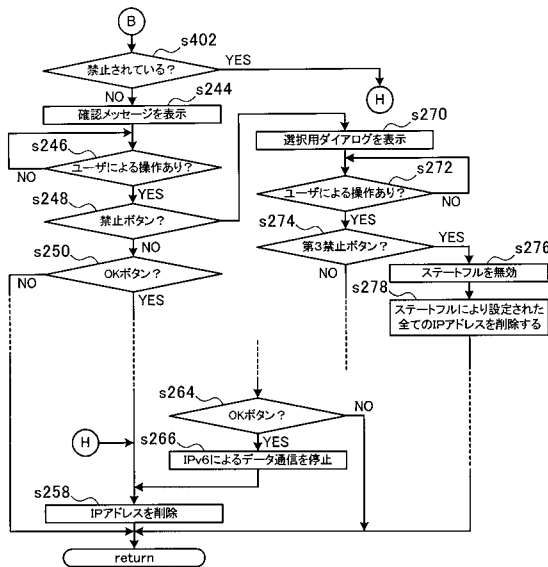 B
s402
禁止されている?
YES
H
NO
s244
確認メッセージを表示
s270
選択用ダイアログを表示
s246
ユーザによる操作あり?
NO
YES
s272
ユーザによる操作あり?
NO
YES
s248
禁止ボタン?
YES
NO
s274
第3禁止ボタン?
YES
NO
s276
ステートフルを無効
s278
ステートフルにより設定された
全てのIPアドレスを削除する
s250
OKボタン?
NO
YES
s264
OKボタン?
NO
YES
s266
IPv6によるデータ通信を停止
H
s258
IPアドレスを削除
return